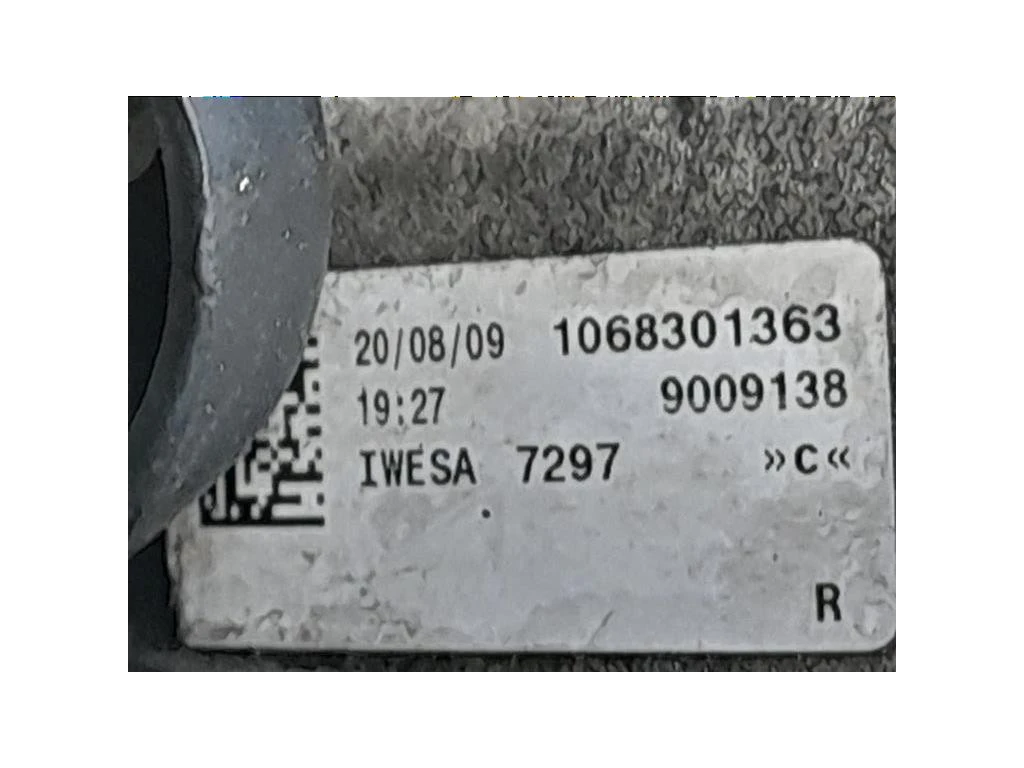 20/08/09 1068301363
19:27 9009138
IWESA 7297 »C«
R